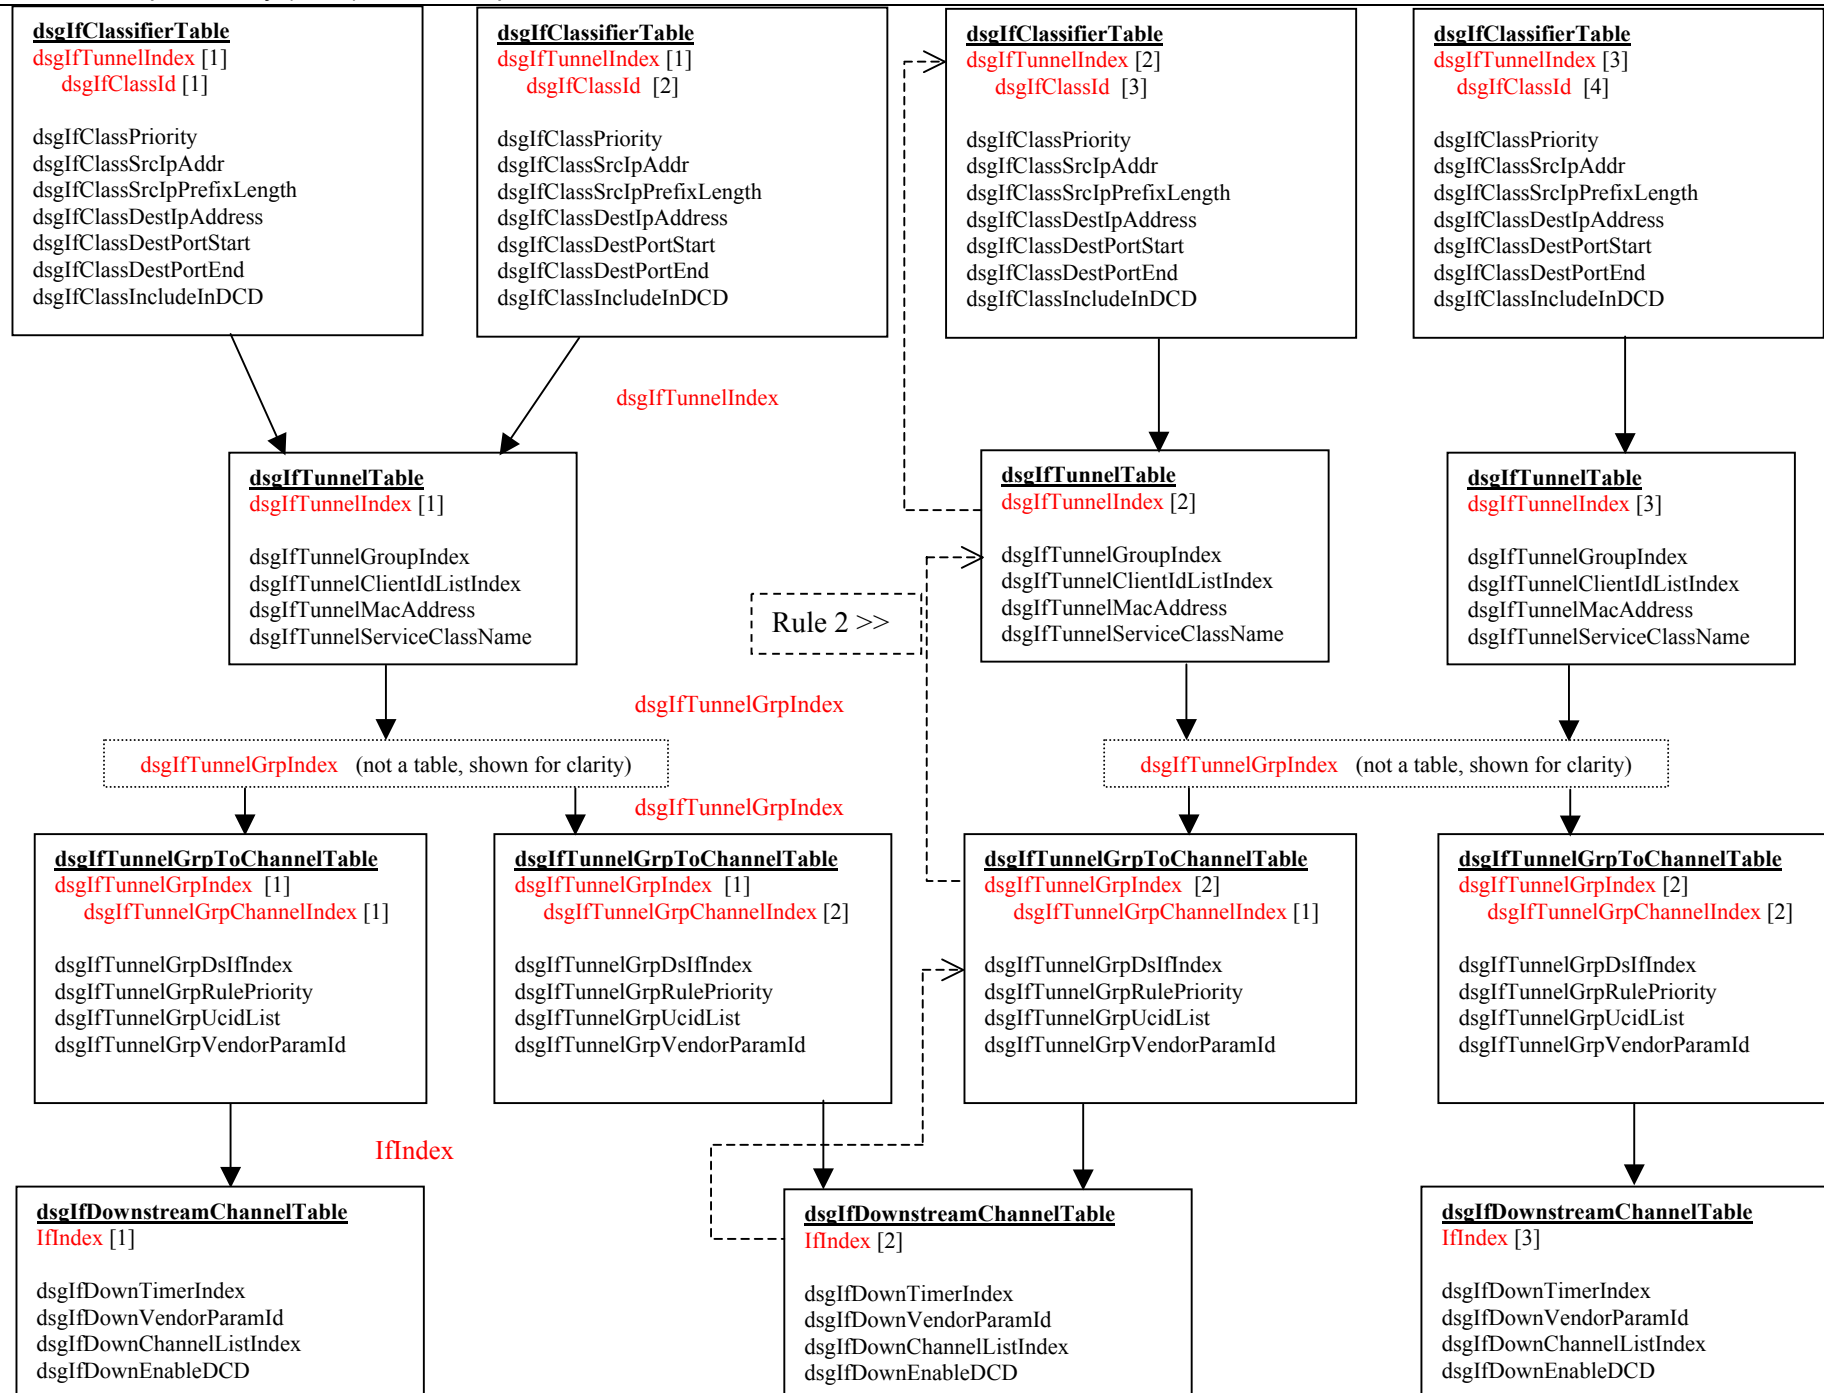 dsgIfClassifierTable
dsgIfTunnelIndex [1]
dsgIfClassId [1]
dsgIfClassPriority
dsgIfClassSrcIpAddr
dsgIfClassSrcIpPrefixLength
dsgIfClassDestIpAddress
dsgIfClassDestPortStart
dsgIfClassDestPortEnd
dsgIfClassIncludeInDCD
dsgIfClassifierTable
dsgIfTunnelIndex [1]
dsgIfClassId [2]
dsgIfClassPriority
dsgIfClassSrcIpAddr
dsgIfClassSrcIpPrefixLength
dsgIfClassDestIpAddress
dsgIfClassDestPortStart
dsgIfClassDestPortEnd
dsgIfClassIncludeInDCD
dsgIfClassifierTable
dsgIfTunnelIndex [2]
dsgIfClassId [3]
dsgIfClassPriority
dsgIfClassSrcIpAddr
dsgIfClassSrcIpPrefixLength
dsgIfClassDestIpAddress
dsgIfClassDestPortStart
dsgIfClassDestPortEnd
dsgIfClassIncludeInDCD
dsgIfClassifierTable
dsgIfTunnelIndex [3]
dsgIfClassId [4]
dsgIfClassPriority
dsgIfClassSrcIpAddr
dsgIfClassSrcIpPrefixLength
dsgIfClassDestIpAddress
dsgIfClassDestPortStart
dsgIfClassDestPortEnd
dsgIfClassIncludeInDCD
dsgIfTunnelIndex
dsgIfTunnelTable
dsgIfTunnelIndex [1]
dsgIfTunnelGroupIndex
dsgIfTunnelClientIdListIndex
dsgIfTunnelMacAddress
dsgIfTunnelServiceClassName
Rule 2 >>
dsgIfTunnelTable
dsgIfTunnelIndex [2]
dsgIfTunnelGroupIndex
dsgIfTunnelClientIdListIndex
dsgIfTunnelMacAddress
dsgIfTunnelServiceClassName
dsgIfTunnelTable
dsgIfTunnelIndex [3]
dsgIfTunnelGroupIndex
dsgIfTunnelClientIdListIndex
dsgIfTunnelMacAddress
dsgIfTunnelServiceClassName
dsgIfTunnelGrpIndex
dsgIfTunnelGrpIndex (not a table, shown for clarity)
dsgIfTunnelGrpIndex (not a table, shown for clarity)
dsgIfTunnelGrpIndex
dsgIfTunnelGrpToChannelTable
dsgIfTunnelGrpIndex [1]
dsgIfTunnelGrpChannelIndex [1]
dsgIfTunnelGrpDsIfIndex
dsgIfTunnelGrpRulePriority
dsgIfTunnelGrpUcidList
dsgIfTunnelGrpVendorParamId
dsgIfTunnelGrpToChannelTable
dsgIfTunnelGrpIndex [1]
dsgIfTunnelGrpChannelIndex [2]
dsgIfTunnelGrpDsIfIndex
dsgIfTunnelGrpRulePriority
dsgIfTunnelGrpUcidList
dsgIfTunnelGrpVendorParamId
dsgIfTunnelGrpToChannelTable
dsgIfTunnelGrpIndex [2]
dsgIfTunnelGrpChannelIndex [1]
dsgIfTunnelGrpDsIfIndex
dsgIfTunnelGrpRulePriority
dsgIfTunnelGrpUcidList
dsgIfTunnelGrpVendorParamId
dsgIfTunnelGrpToChannelTable
dsgIfTunnelGrpIndex [2]
dsgIfTunnelGrpChannelIndex [2]
dsgIfTunnelGrpDsIfIndex
dsgIfTunnelGrpRulePriority
dsgIfTunnelGrpUcidList
dsgIfTunnelGrpVendorParamId
IfIndex
dsgIfDownstreamChannelTable
IfIndex [1]
dsgIfDownTimerIndex
dsgIfDownVendorParamId
dsgIfDownChannelListIndex
dsgIfDownEnableDCD
dsgIfDownstreamChannelTable
IfIndex [2]
dsgIfDownTimerIndex
dsgIfDownVendorParamId
dsgIfDownChannelListIndex
dsgIfDownEnableDCD
dsgIfDownstreamChannelTable
IfIndex [3]
dsgIfDownTimerIndex
dsgIfDownVendorParamId
dsgIfDownChannelListIndex
dsgIfDownEnableDCD